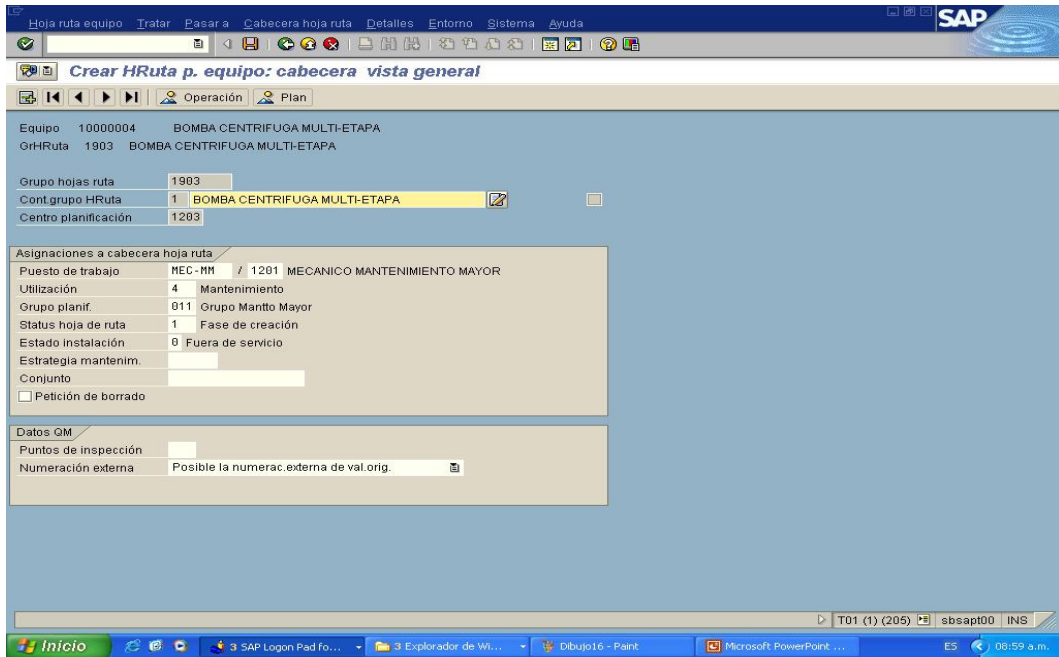 Hoja ruta equipo Tratar Pasar a Cabecera hoja ruta Detalles Entorno Sistema Ayuda
SAP
Crear HRuta p. equipo: cabecera vista general
Operación Plan
Equipo 10000004 BOMBA CENTRIFUGA MULTI-ETAPA
GrHRuta 1903 BOMBA CENTRIFUGA MULTI-ETAPA
Grupo hojas ruta 1903
Cont.grupo HRuta 1 BOMBA CENTRIFUGA MULTI-ETAPA
Centro planificación 1203
Asignaciones a cabecera hoja ruta
Puesto de trabajo MEC-MM / 1201 MECANICO MANTENIMIENTO MAYOR
Utilización 4 Mantenimiento
Grupo planif. 011 Grupo Mantto Mayor
Status hoja de ruta 1 Fase de creación
Estado instalación 0 Fuera de servicio
Estrategia mantenim.
Conjunto
Petición de borrado
Datos QM
Puntos de inspección
Numeración externa Posible la numerac.externa de val.orig.
T01 (1) (205) sbsapt00 INS
Inicio 3 SAP Logon Pad fo... 3 Explorador de Wi... Dibujo16 - Paint Microsoft PowerPoint ... ES 08:59 a.m.